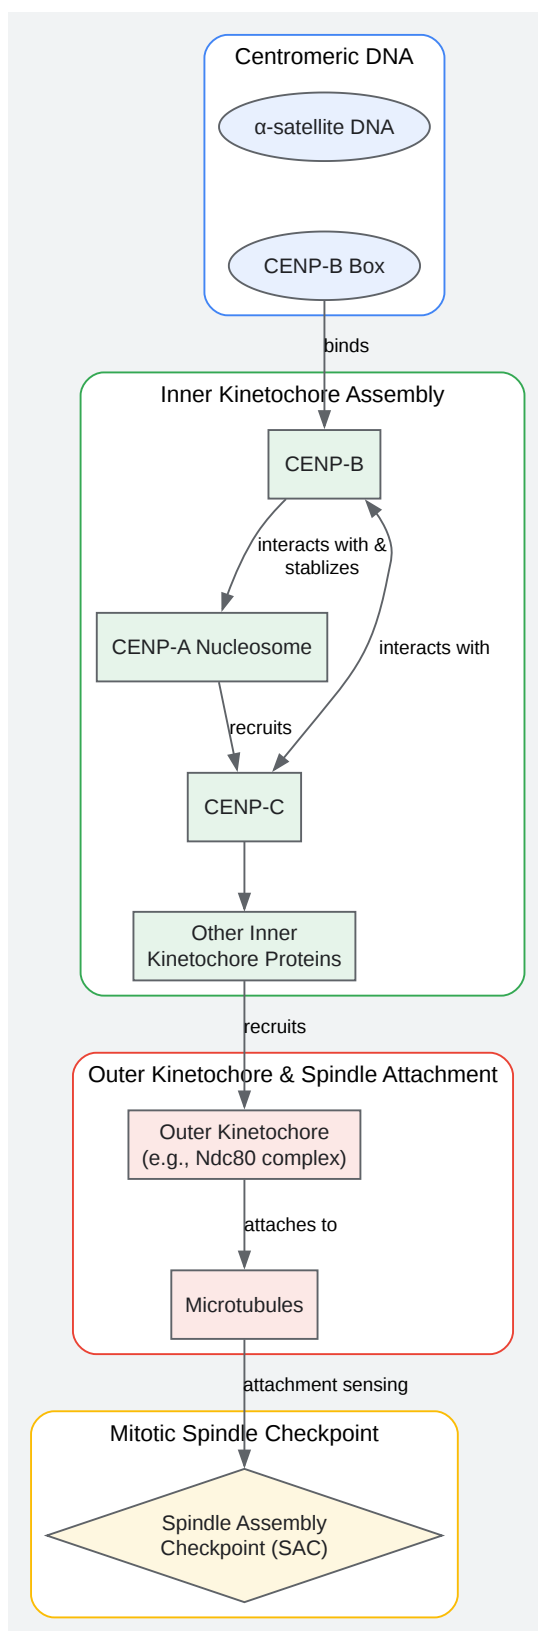 Centromeric DNA
α-satellite DNA
CENP-B Box
binds
Inner Kinetochore Assembly
CENP-B
interacts with &
stablizes
CENP-A Nucleosome
interacts with
recruits
CENP-C
Other Inner
Kinetochore Proteins
recruits
Outer Kinetochore & Spindle Attachment
Outer Kinetochore
(e.g., Ndc80 complex)
attaches to
Microtubules
attachment sensing
Mitotic Spindle Checkpoint
Spindle Assembly
Checkpoint (SAC)